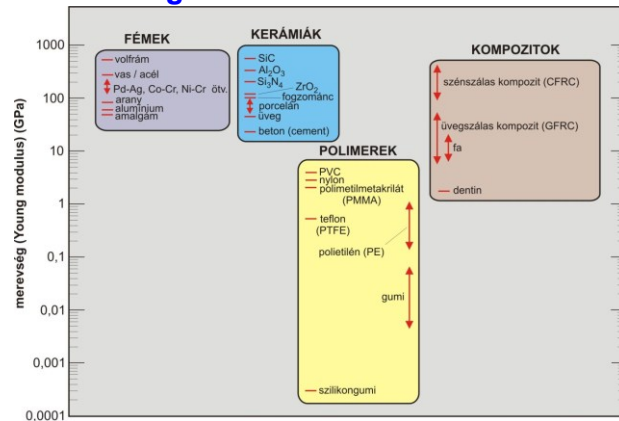 FÉMEK
KERÁMIÁK
KOMPOZITOK
POLIMEREK
merevség (Young modulus) (GPa)
1000
100
10
1
0,1
0,01
0,001
0,0001
volfrám
vas / acél
Pd-Ag, Co-Cr, Ni-Cr ötv.
arany
alumínium
amalgám
SiC
Al2O3
Si3N4
ZrO2
fogzománc
porcelán
üveg
beton (cement)
PVC
nylon
polimetilmetakrilát
(PMMA)
teflon
(PTFE)
polietilén (PE)
gumi
szilikongumi
szénszálas kompozit (CFRC)
üvegszálas kompozit (GFRC)
fa
dentin